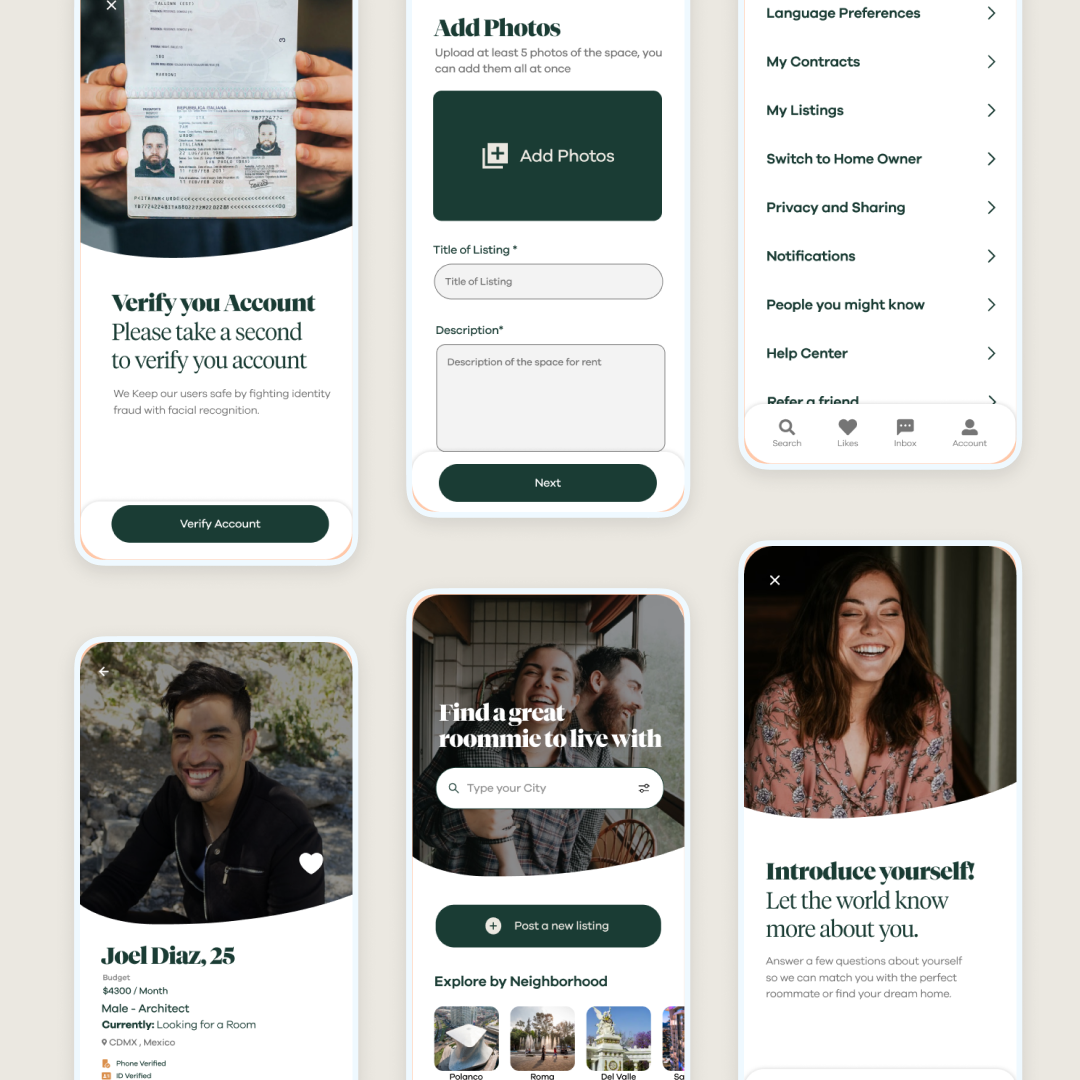 REPUBBLICA ITALIANA
Verify you Account
Please take a second
to verify you account
We Keep our users safe by fighting identity
fraud with facial recognition.
Verify Account
Add Photos
Upload at least 5 photos of the space, you
can add them all at once
Add Photos
Title of Listing *
Title of Listing
Description*
Description of the space for rent
Next
Language Preferences
My Contracts
My Listings
Switch to Home Owner
Privacy and Sharing
Notifications
People you might know
Help Center
Refer a friend
Search
Likes
Inbox
Account
Joel Diaz, 25
Budget
$4300 / Month
Male - Architect
Currently: Looking for a Room
CDMX , Mexico
Phone Verified
ID Verified
Find a great
roommie to live with
Type your City
Post a new listing
Explore by Neighborhood
Polanco
Roma
Del Valle
Introduce yourself!
Let the world know
more about you.
Answer a few questions about yourself
so we can match you with the perfect
roommate or find your dream home.